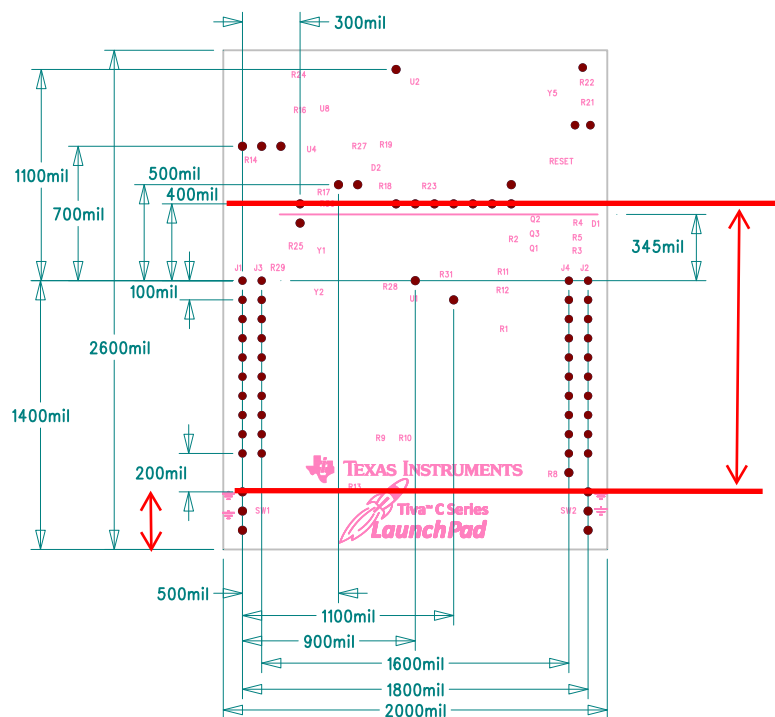 300mil
R24
U2
R22
Y5
R21
R16
U8
1100mil
R14
U4
R27
R19
RESET
D2
500mil
R17
R18
R23
400mil
700mil
Q2
R4
D1
345mil
Q3
R5
R2
R25
Y1
Q1
R3
J1
J3
R29
R31
R11
J4
J2
100mil
Y2
R28
U1
R12
2600mil
R1
1400mil
R9
R10
200mil
TEXAS INSTRUMENTS
R8
R13
SW1
Tiva™ C Series
SW2
LaunchPad
500mil
1100mil
900mil
1600mil
1800mil
2000mil